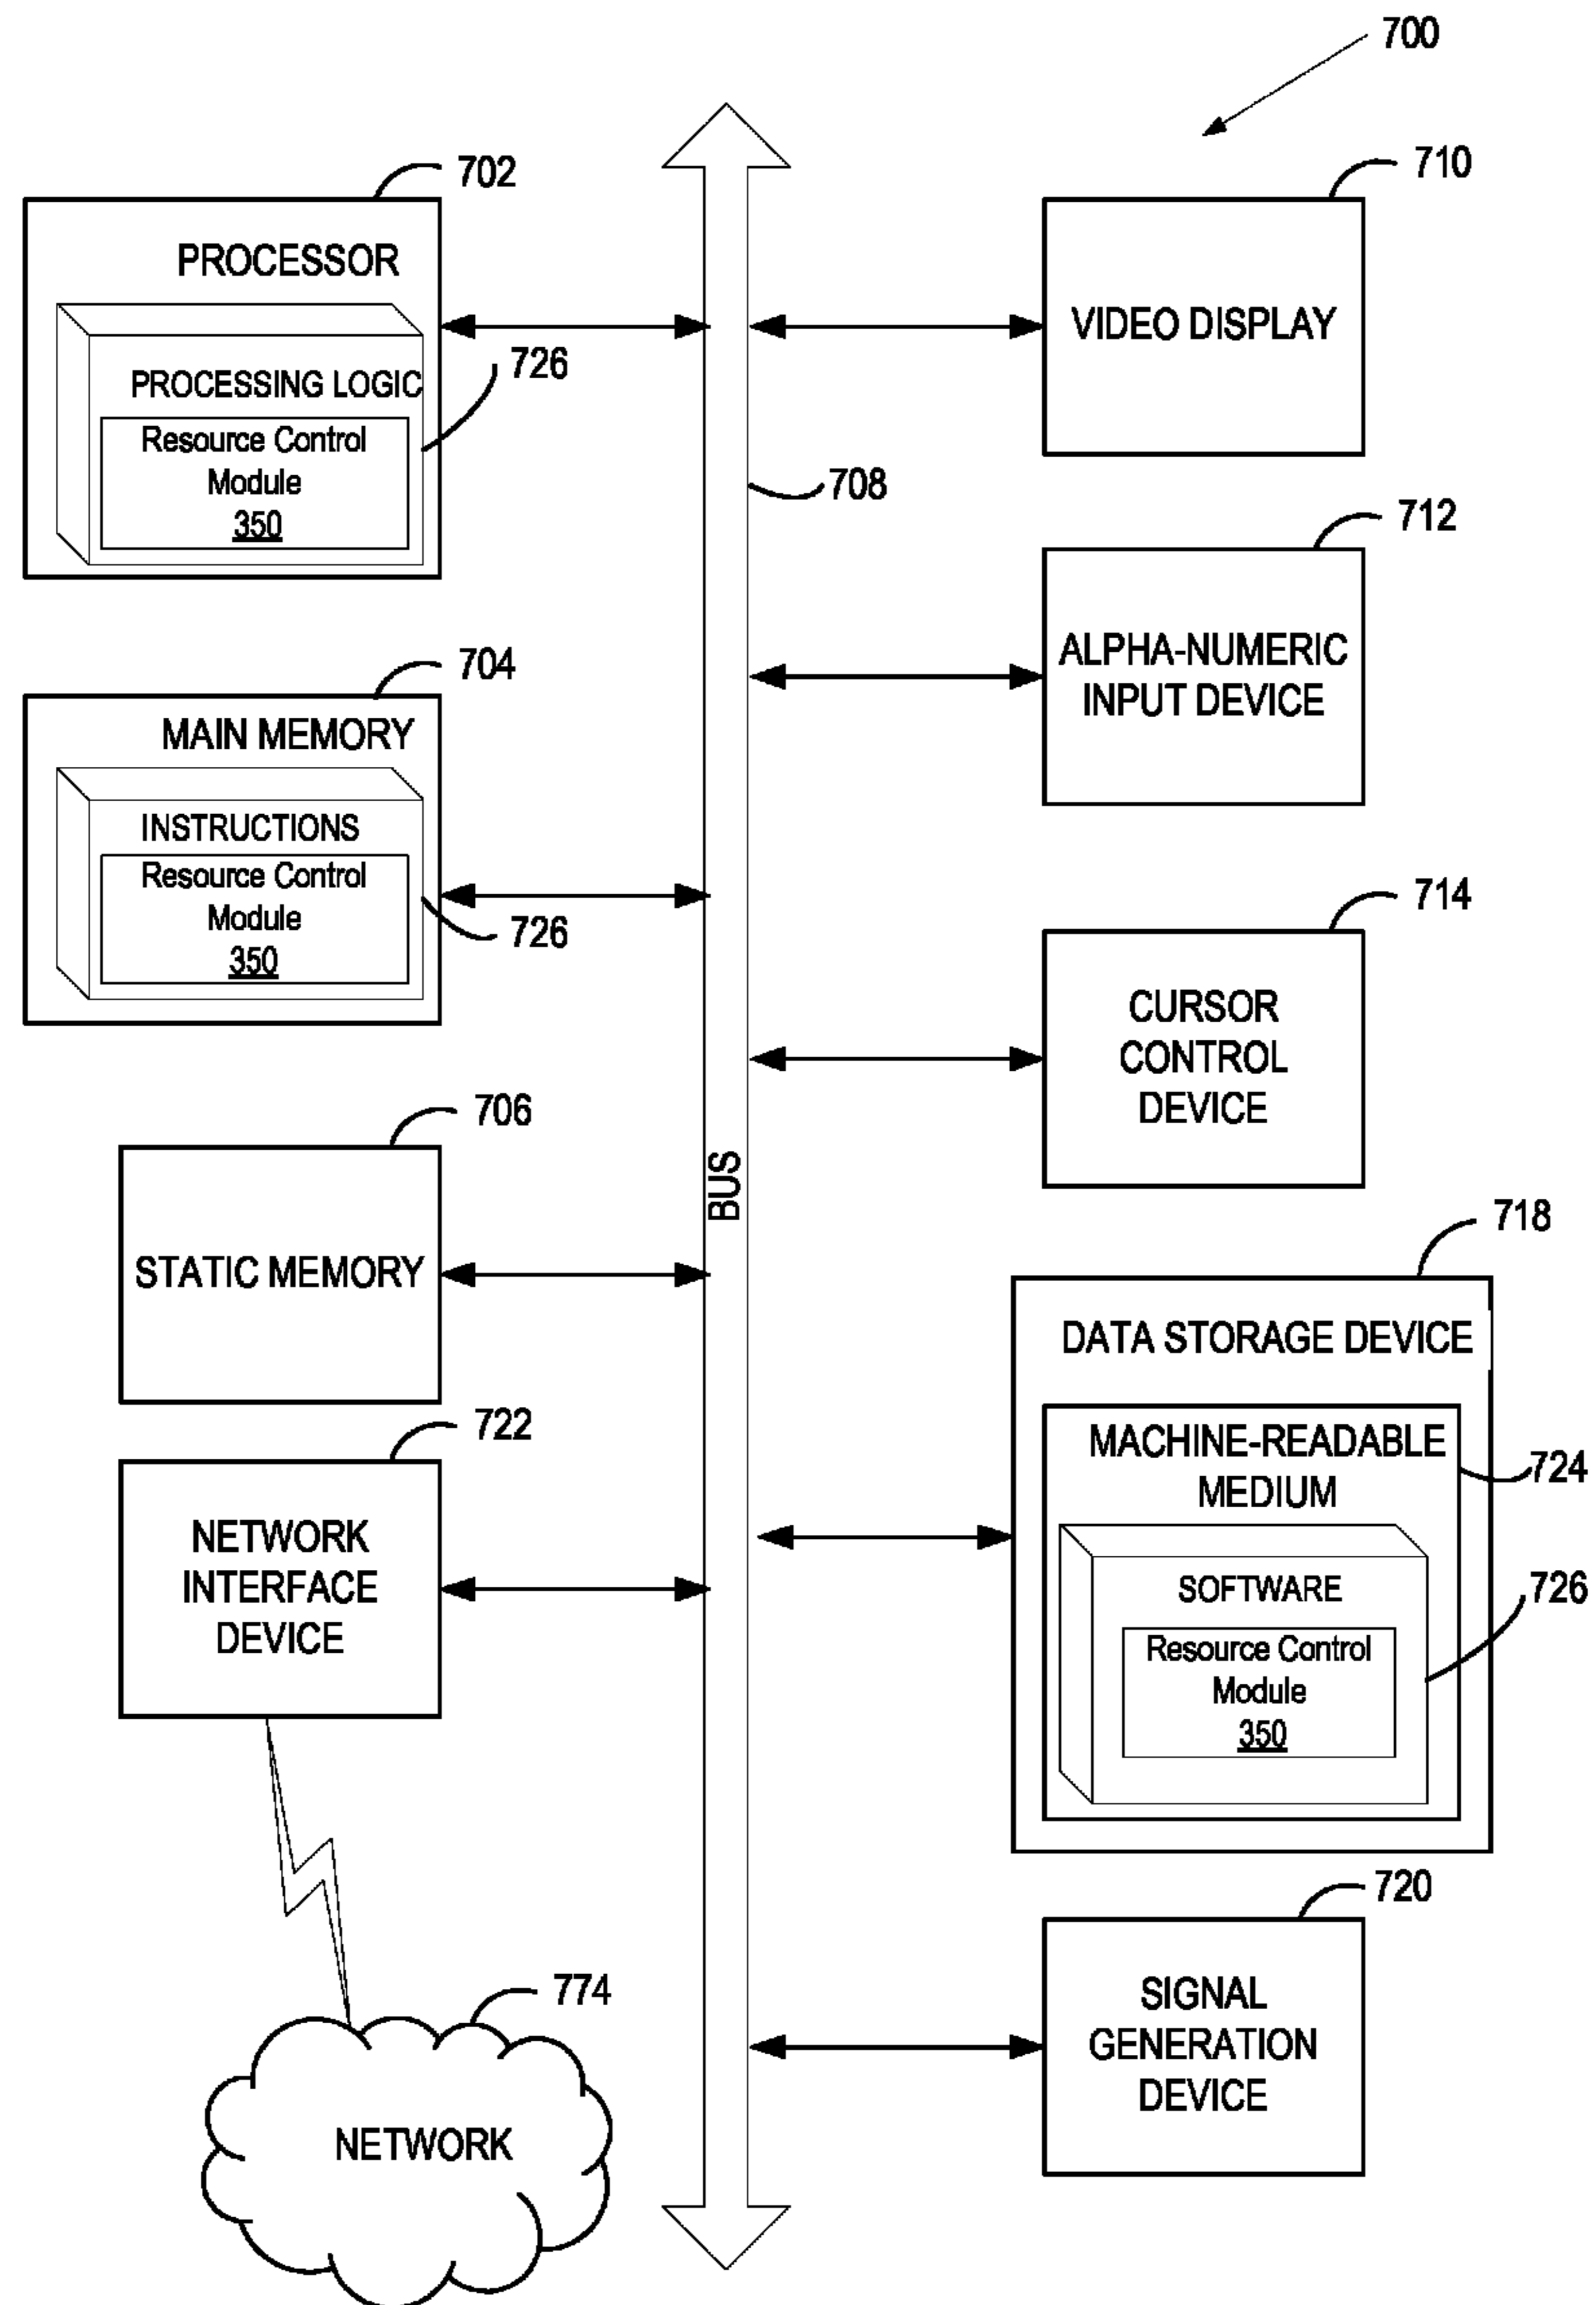 700
702
PROCESSOR
PROCESSING LOGIC
726
Resource Control
Module
350
704
MAIN MEMORY
INSTRUCTIONS
Resource Control
Module
350
726
706
STATIC MEMORY
722
NETWORK
INTERFACE
DEVICE
774
NETWORK
708
BUS
710
VIDEO DISPLAY
712
ALPHA-NUMERIC
INPUT DEVICE
714
CURSOR
CONTROL
DEVICE
718
DATA STORAGE DEVICE
MACHINE-READABLE
MEDIUM
724
SOFTWARE
726
Resource Control
Module
350
720
SIGNAL
GENERATION
DEVICE